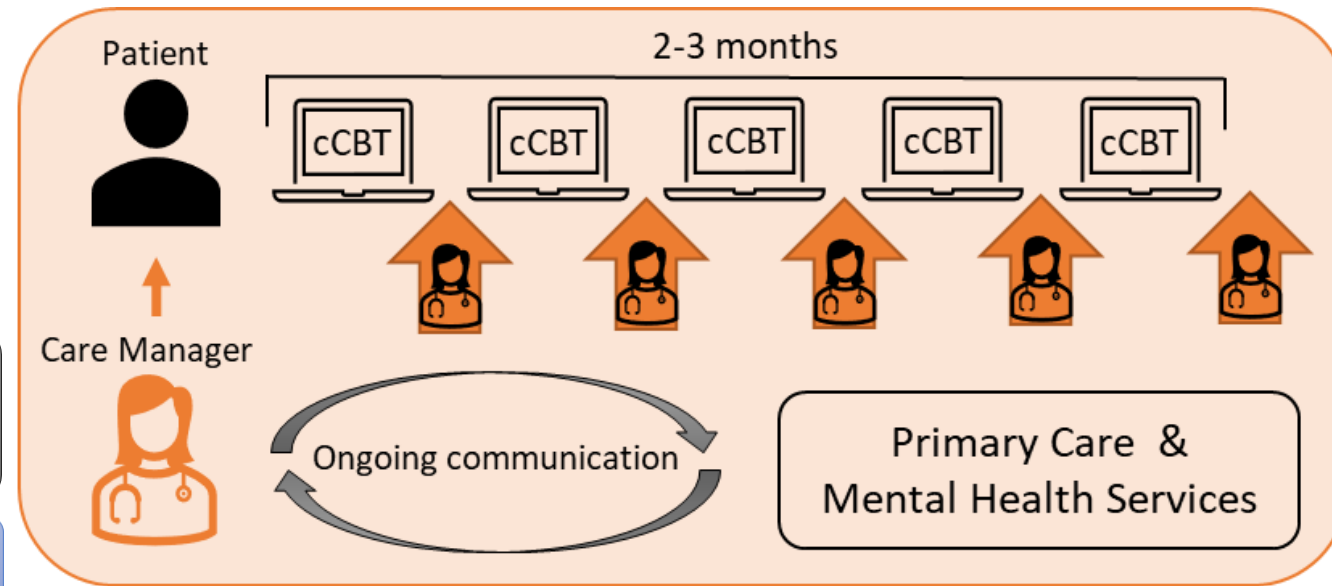 Patient
2-3 months
cCBT
cCBT
cCBT
cCBT
cCBT
Care Manager
Ongoing communication
Primary Care &
Mental Health Services